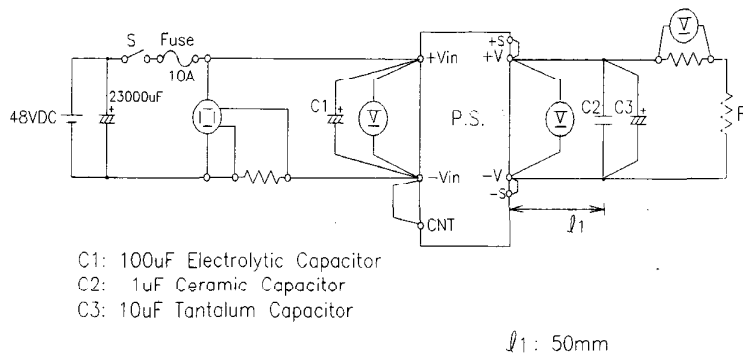 S Fuse
10A
23000uF
48VDC
C1
V
+Vin
−Vin
CNT
P.S.
+S
+V
−V
−S
V
C2
C3
V
R
ℓ1
C1: 100uF Electrolytic Capacitor
C2: 1uF Ceramic Capacitor
C3: 10uF Tantalum Capacitor
ℓ1: 50mm